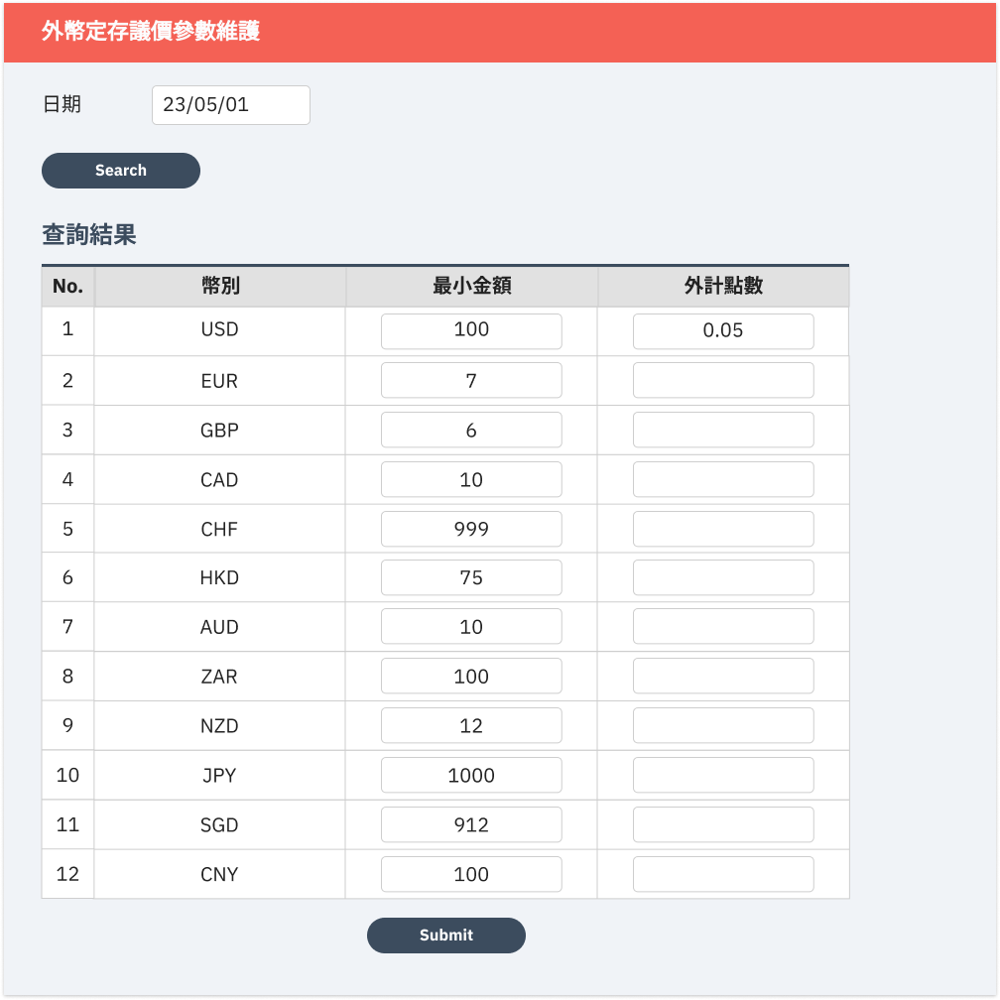 外幣定存議價參數維護
日期 23/05/01
Search
查詢結果
No. 幣別 最小金額 外計點數
1 USD 100 0.05
2 EUR 7
3 GBP 6
4 CAD 10
5 CHF 999
6 HKD 75
7 AUD 10
8 ZAR 100
9 NZD 12
10 JPY 1000
11 SGD 912
12 CNY 100
Submit